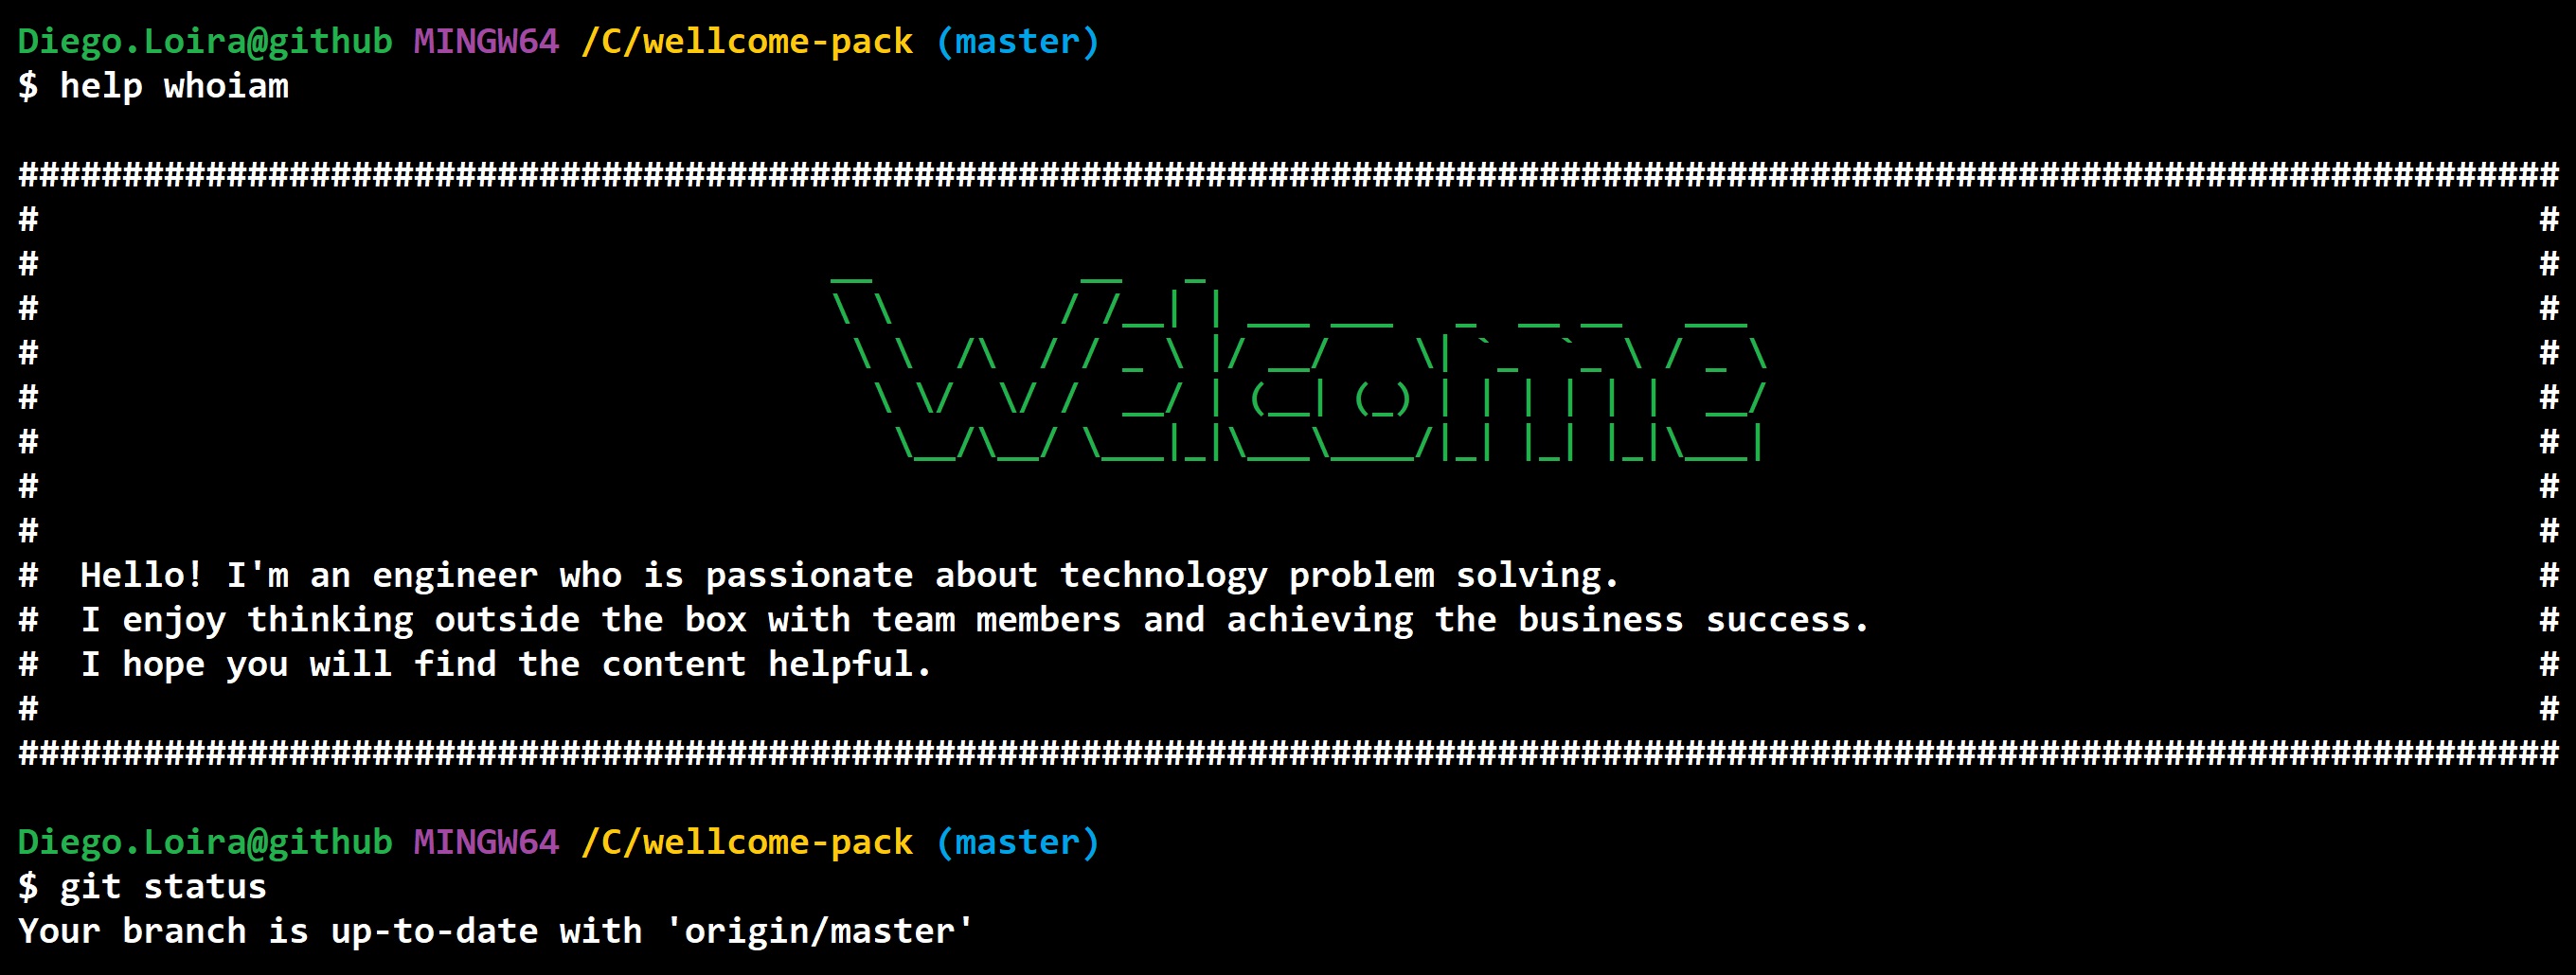 Diego.Loira@github MINGW64 /C/wellcome-pack (master)
$ help whoiam
##########################################################################################################################
Welcome
# Hello! I'm an engineer who is passionate about technology problem solving. #
# I enjoy thinking outside the box with team members and achieving the business success. #
# I hope you will find the content helpful. #
##########################################################################################################################
Diego.Loira@github MINGW64 /C/wellcome-pack (master)
$ git status
Your branch is up-to-date with 'origin/master'